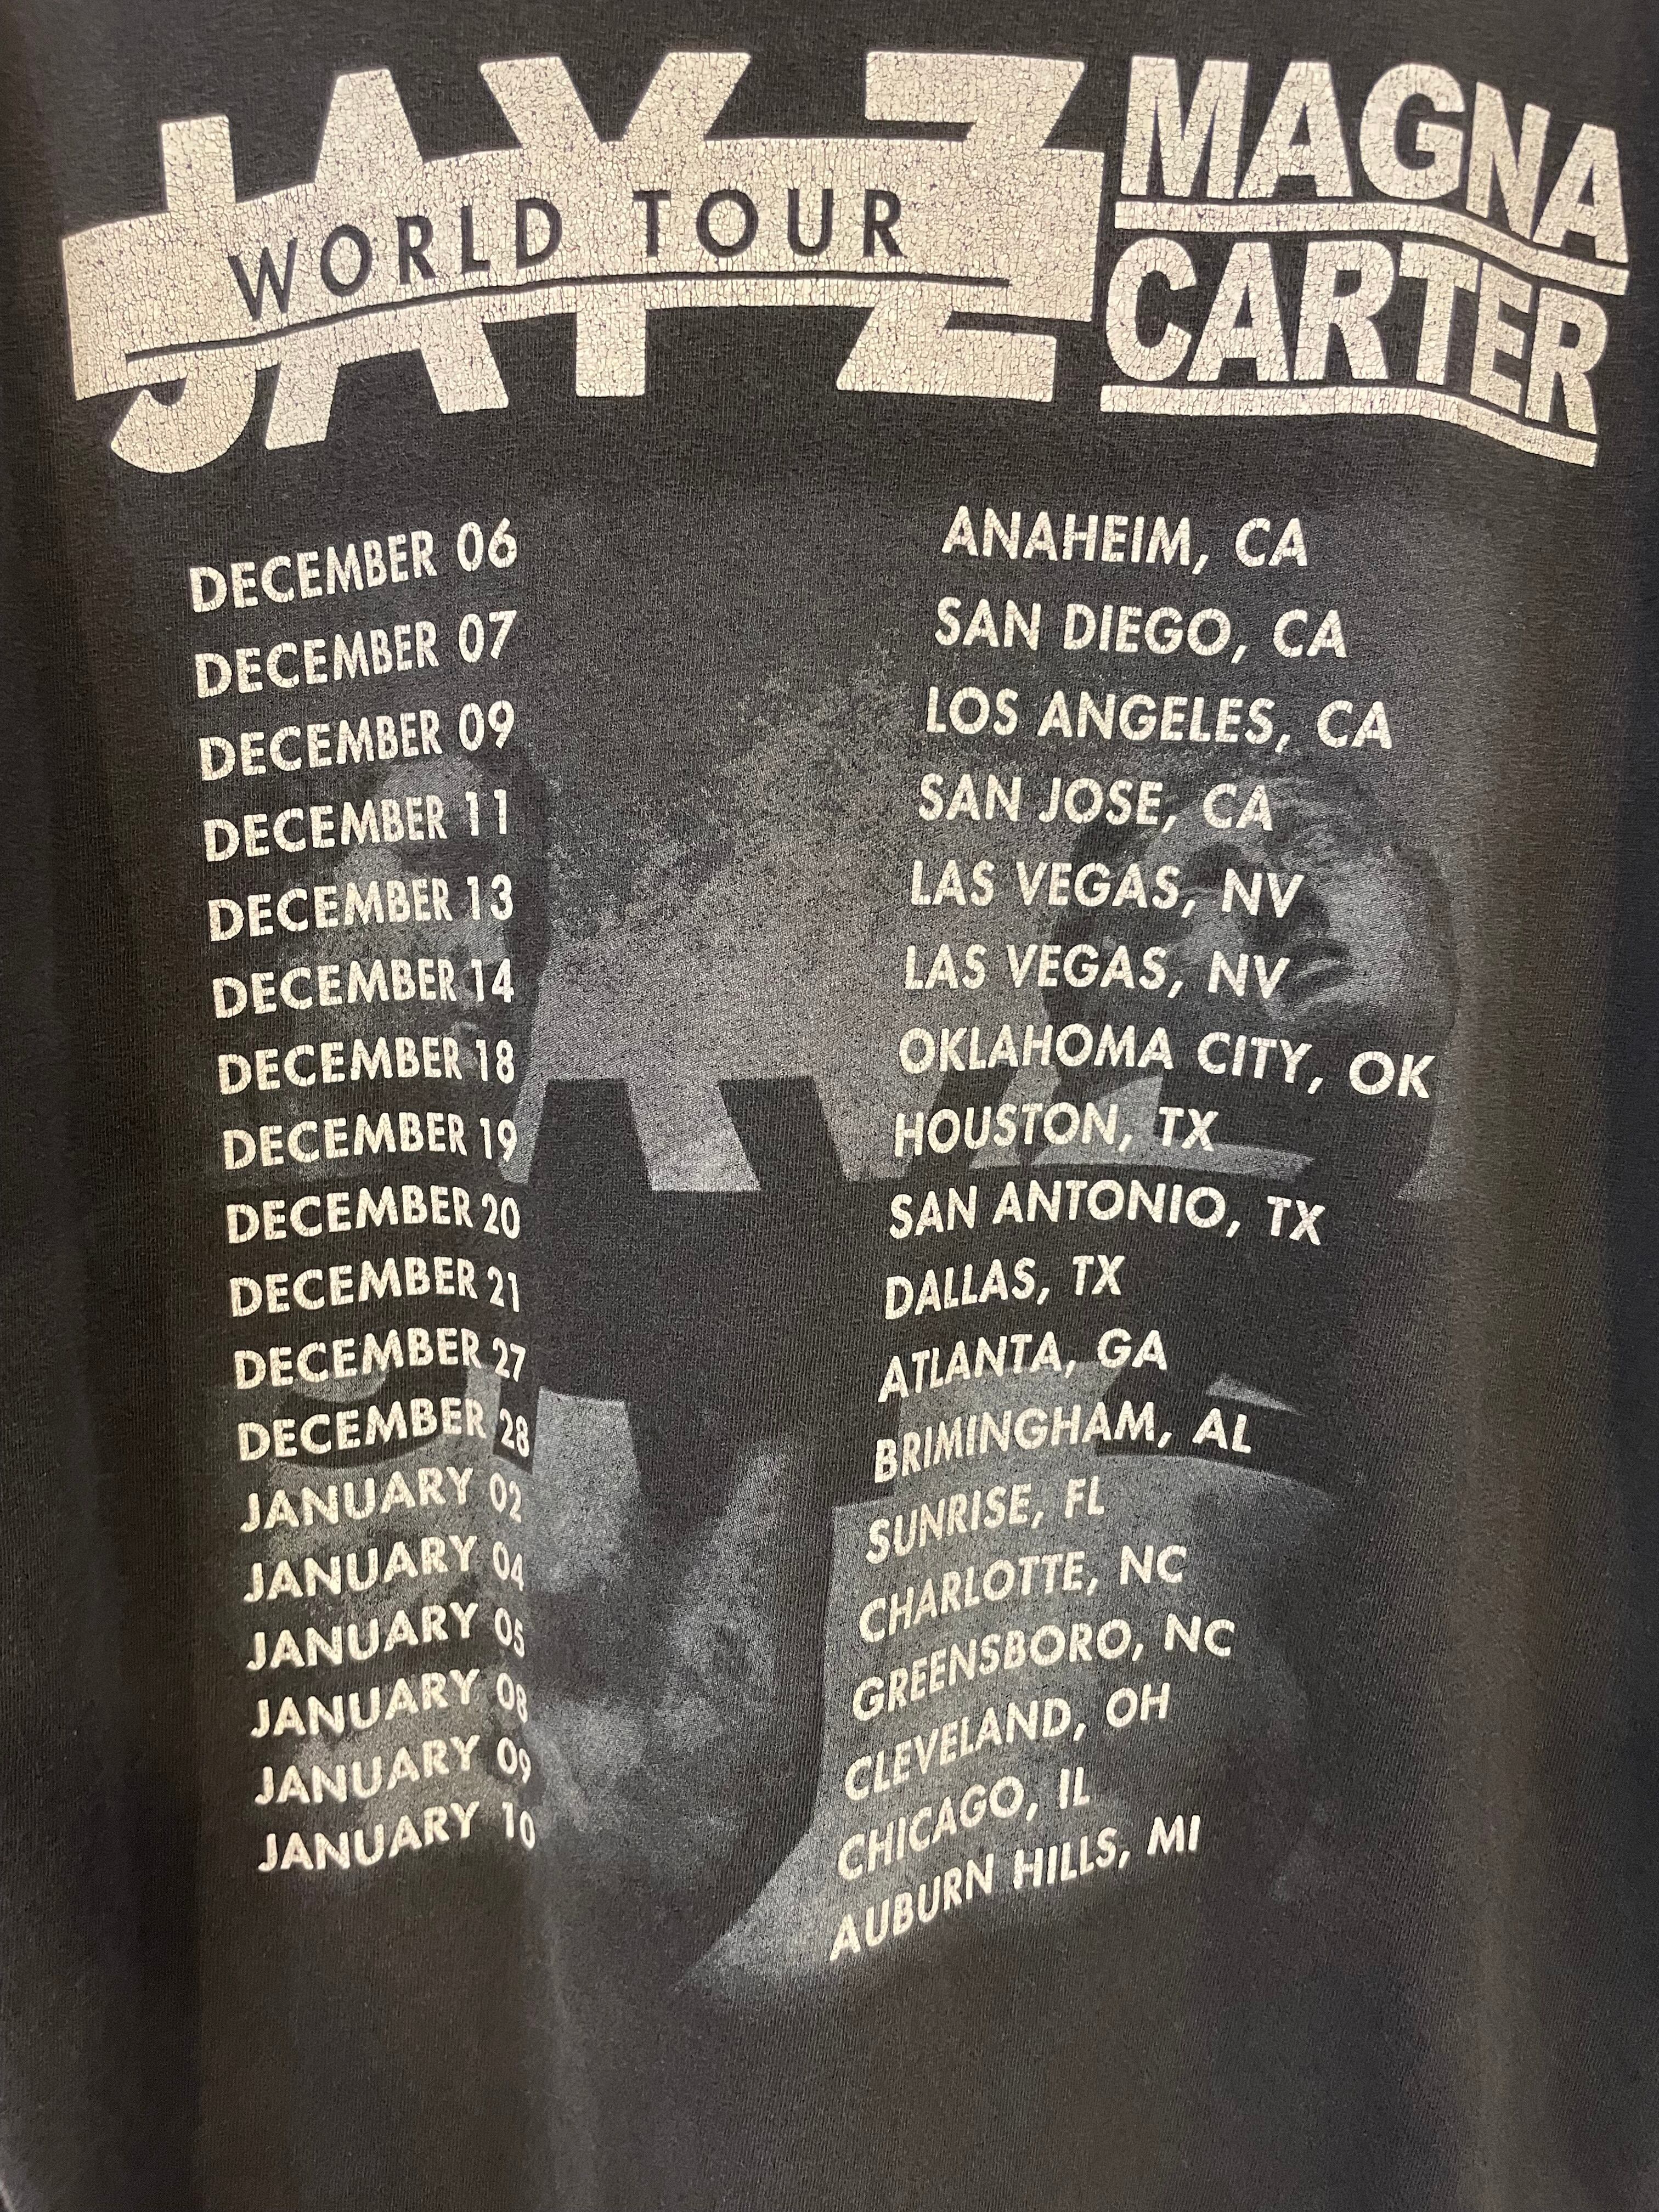 JAY Z
WORLD TOUR
MAGNA
CARTER
DECEMBER 06 ANAHEIM, CA
DECEMBER 07 SAN DIEGO, CA
DECEMBER 09 LOS ANGELES, CA
DECEMBER 11 SAN JOSE, CA
DECEMBER 13 LAS VEGAS, NV
DECEMBER 14 LAS VEGAS, NV
DECEMBER 18 OKLAHOMA CITY, OK
DECEMBER 19 HOUSTON, TX
DECEMBER 20 SAN ANTONIO, TX
DECEMBER 21 DALLAS, TX
DECEMBER 27 ATLANTA, GA
DECEMBER 28 BRIMINGHAM, AL
JANUARY 02 SUNRISE, FL
JANUARY 04 CHARLOTTE, NC
JANUARY 05 GREENSBORO, NC
JANUARY 08 CLEVELAND, OH
JANUARY 09 CHICAGO, IL
JANUARY 10 AUBURN HILLS, MI